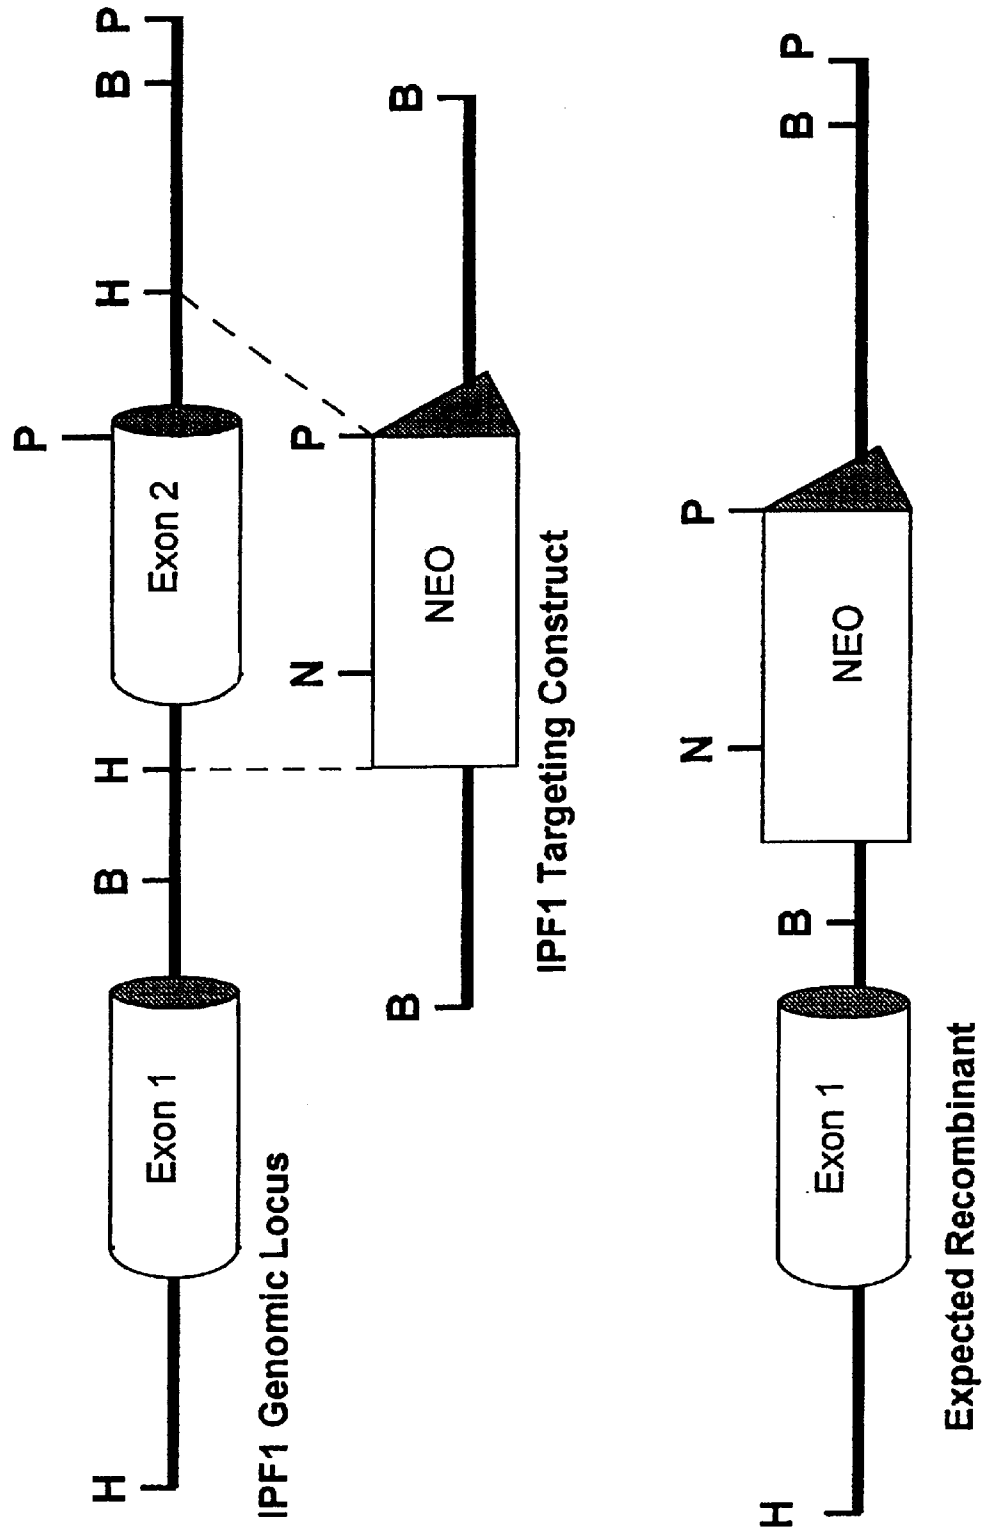 H B H P H B P
Exon 1 Exon 2
IPF1 Genomic Locus
B N P B
NEO
IPF1 Targeting Construct
H B N P B P
Exon 1 NEO
Expected Recombinant